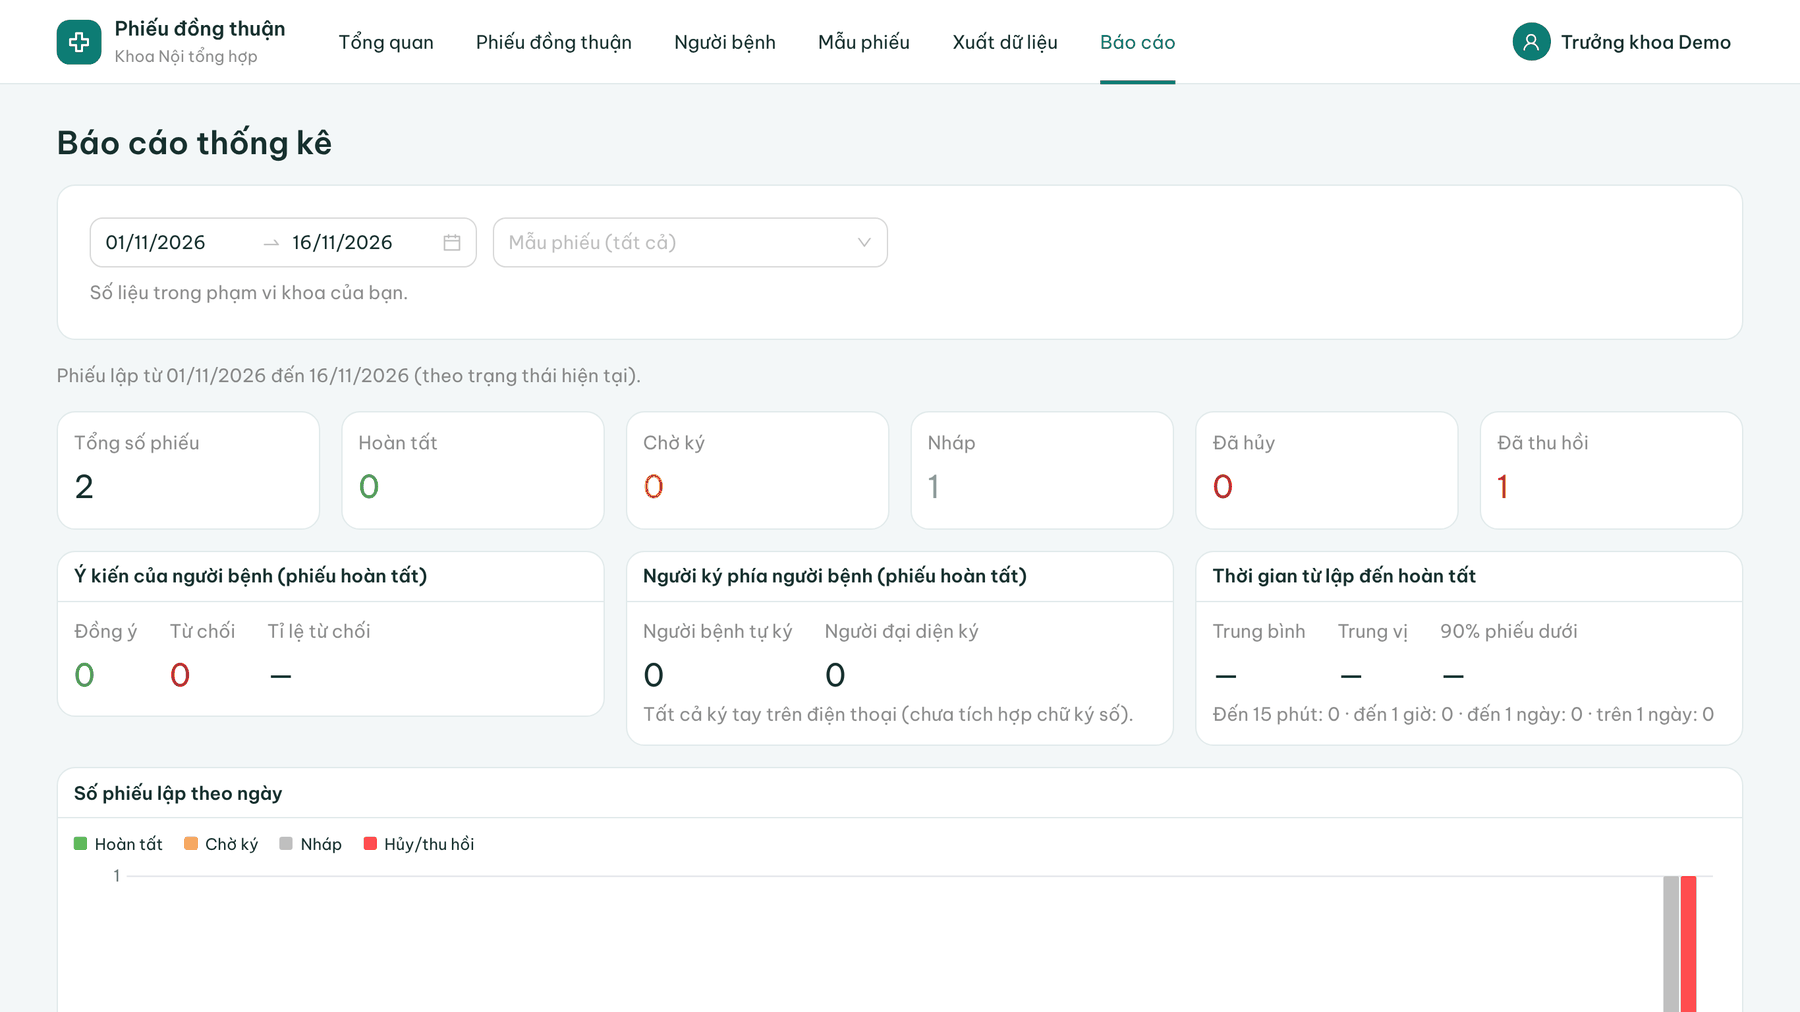 Phiếu đồng thuận
Khoa Nội tổng hợp
Tổng quan
Phiếu đồng thuận
Người bệnh
Mẫu phiếu
Xuất dữ liệu
Báo cáo
Trưởng khoa Demo
Báo cáo thống kê
01/11/2026 → 16/11/2026
Mẫu phiếu (tất cả)
Số liệu trong phạm vi khoa của bạn.
Phiếu lập từ 01/11/2026 đến 16/11/2026 (theo trạng thái hiện tại).
Tổng số phiếu
2
Hoàn tất
0
Chờ ký
0
Nháp
1
Đã hủy
0
Đã thu hồi
1
Ý kiến của người bệnh (phiếu hoàn tất)
Đồng ý Từ chối Tỉ lệ từ chối
0 0 —
Người ký phía người bệnh (phiếu hoàn tất)
Người bệnh tự ký Người đại diện ký
0 0
Tất cả ký tay trên điện thoại (chưa tích hợp chữ ký số).
Thời gian từ lập đến hoàn tất
Trung bình Trung vị 90% phiếu dưới
— — —
Đến 15 phút: 0 · đến 1 giờ: 0 · đến 1 ngày: 0 · trên 1 ngày: 0
Số phiếu lập theo ngày
Hoàn tất Chờ ký Nháp Hủy/thu hồi
1